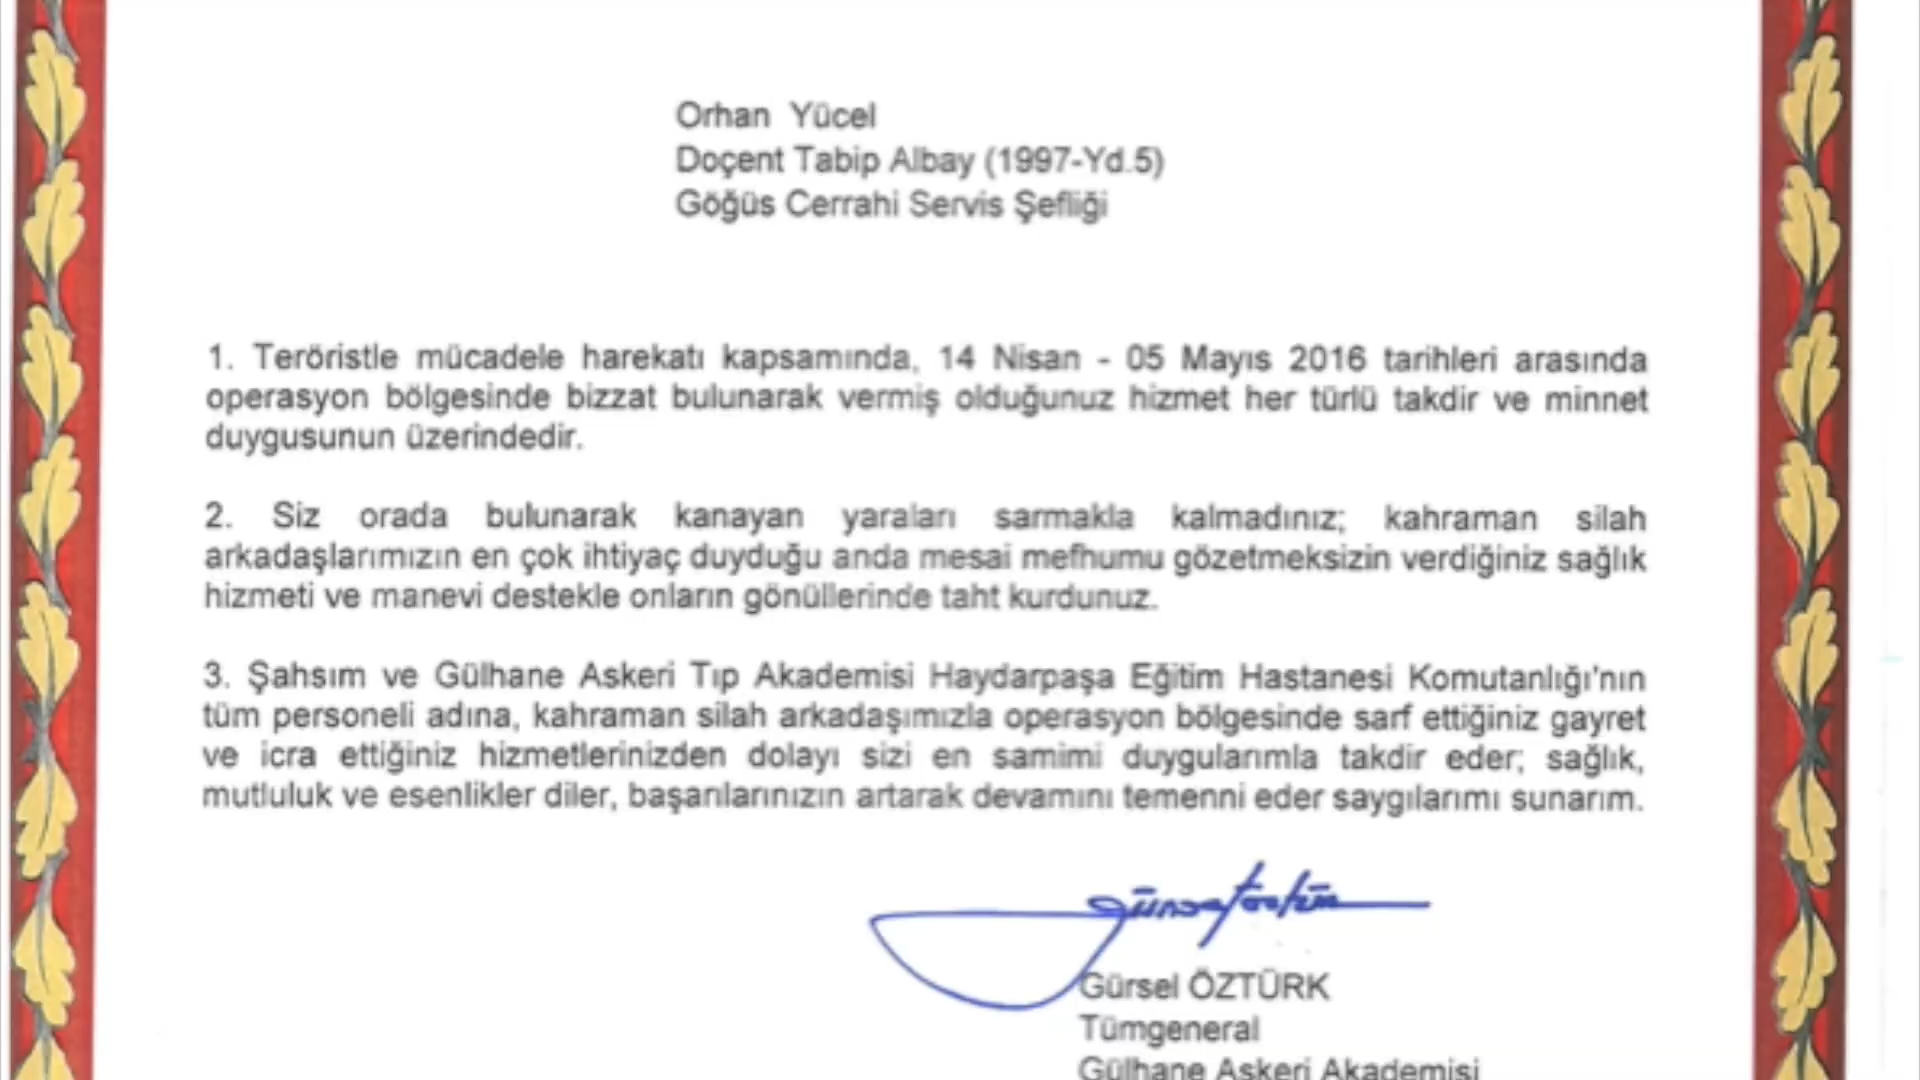 Orhan Yücel
Doçent Tabip Albay (1997-Yd.5)
Göğüs Cerrahi Servis Şefliği
1. Teröristle mücadele harekatı kapsamında, 14 Nisan - 05 Mayıs 2016 tarihleri arasında
operasyon bölgesinde bizzat bulunarak vermiş olduğunuz hizmet her türlü takdir ve minnet
duygusunun üzerindedir.
2. Siz orada bulunarak kanayan yaraları sarmakla kalmadınız; kahraman silah
arkadaşlarımızın en çok ihtiyaç duyduğu anda mesai mefhumu gözetmeksizin verdiğiniz sağlık
hizmeti ve manevi destekle onların gönüllerinde taht kurdunuz.
3. Şahsım ve Gülhane Askeri Tıp Akademisi Haydarpaşa Eğitim Hastanesi Komutanlığı'nın
tüm personeli adına, kahraman silah arkadaşımızla operasyon bölgesinde sarf ettiğiniz gayret
ve icra ettiğiniz hizmetlerinizden dolayı sizi en samimi duygularımla takdir eder; sağlık,
mutluluk ve esenlikler diler, başarılarınızın artarak devamını temenni eder saygılarımı sunarım.
Gürsel ÖZTÜRK
Tümgeneral
Gülhane Askeri Akademisi